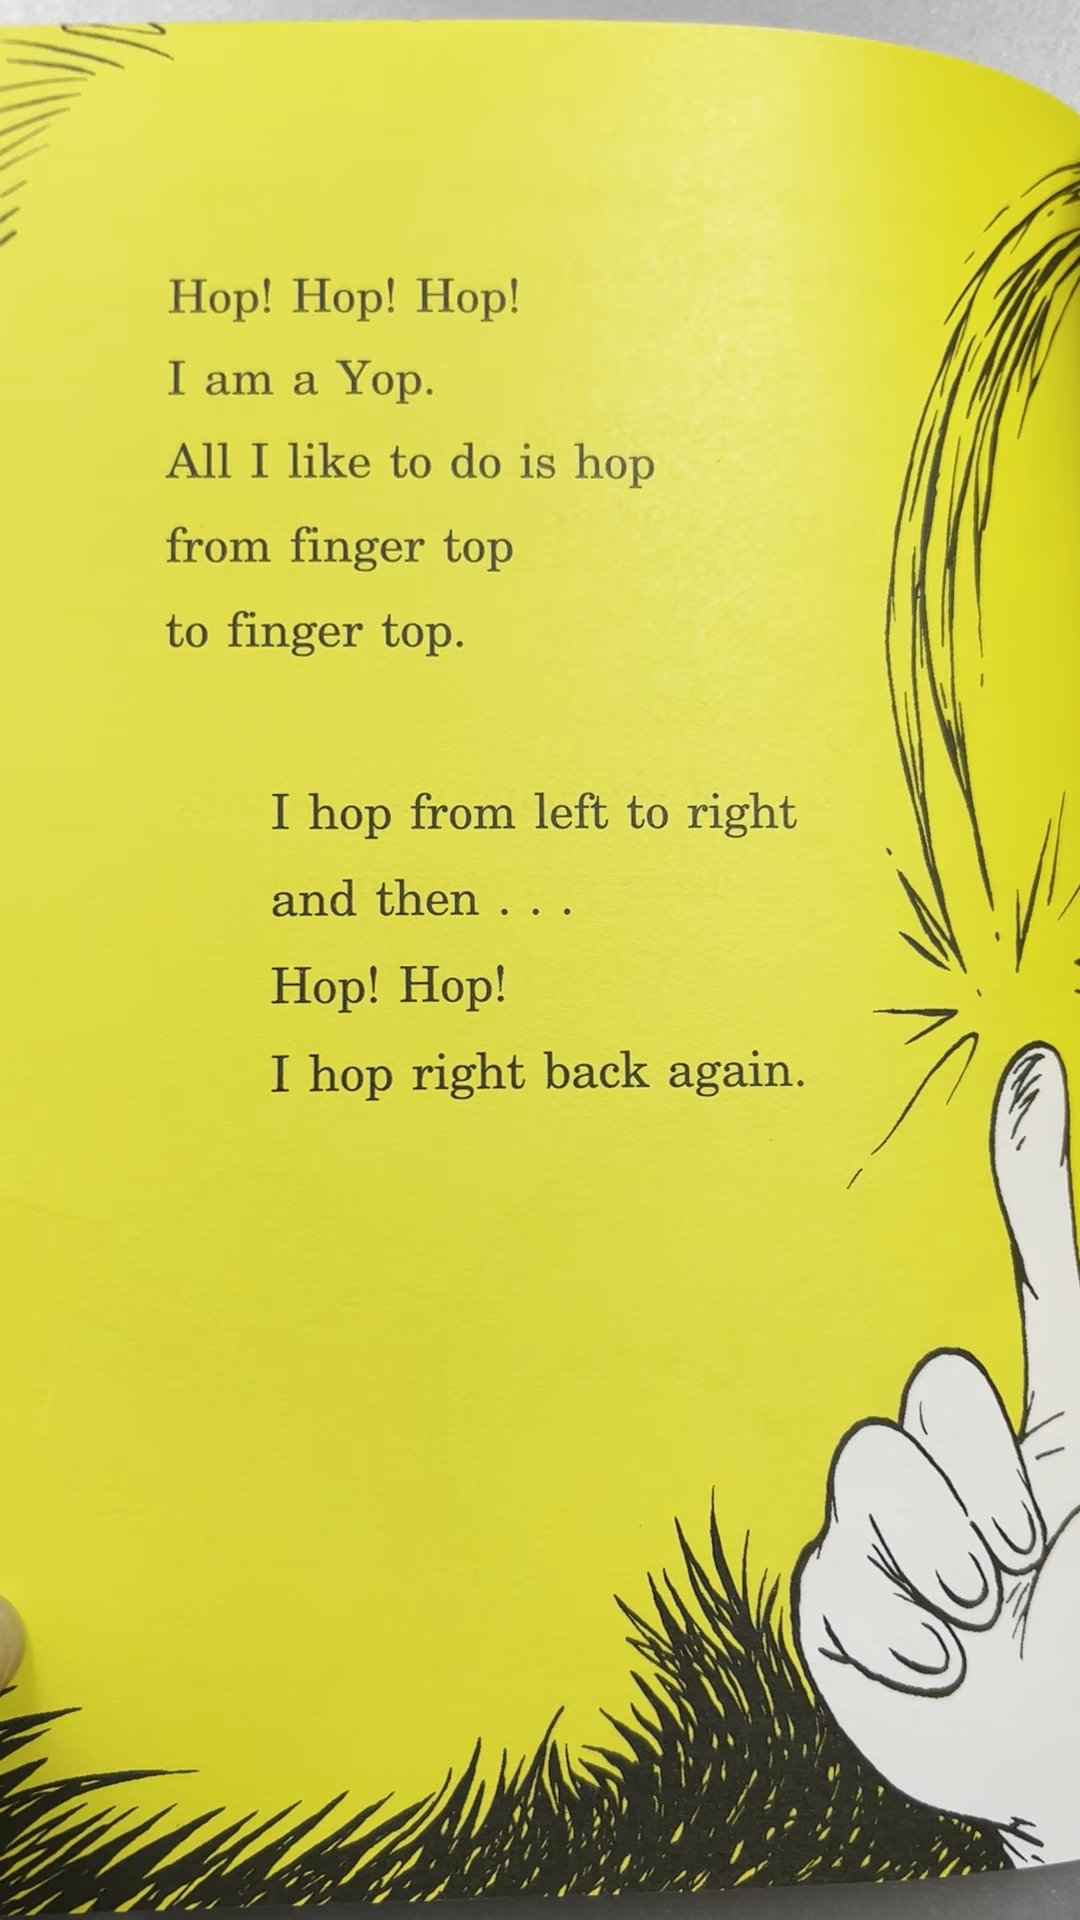 Hop! Hop! Hop!
I am a Yop.
All I like to do is hop
from finger top
to finger top.
I hop from left to right
and then . . .
Hop! Hop!
I hop right back again.